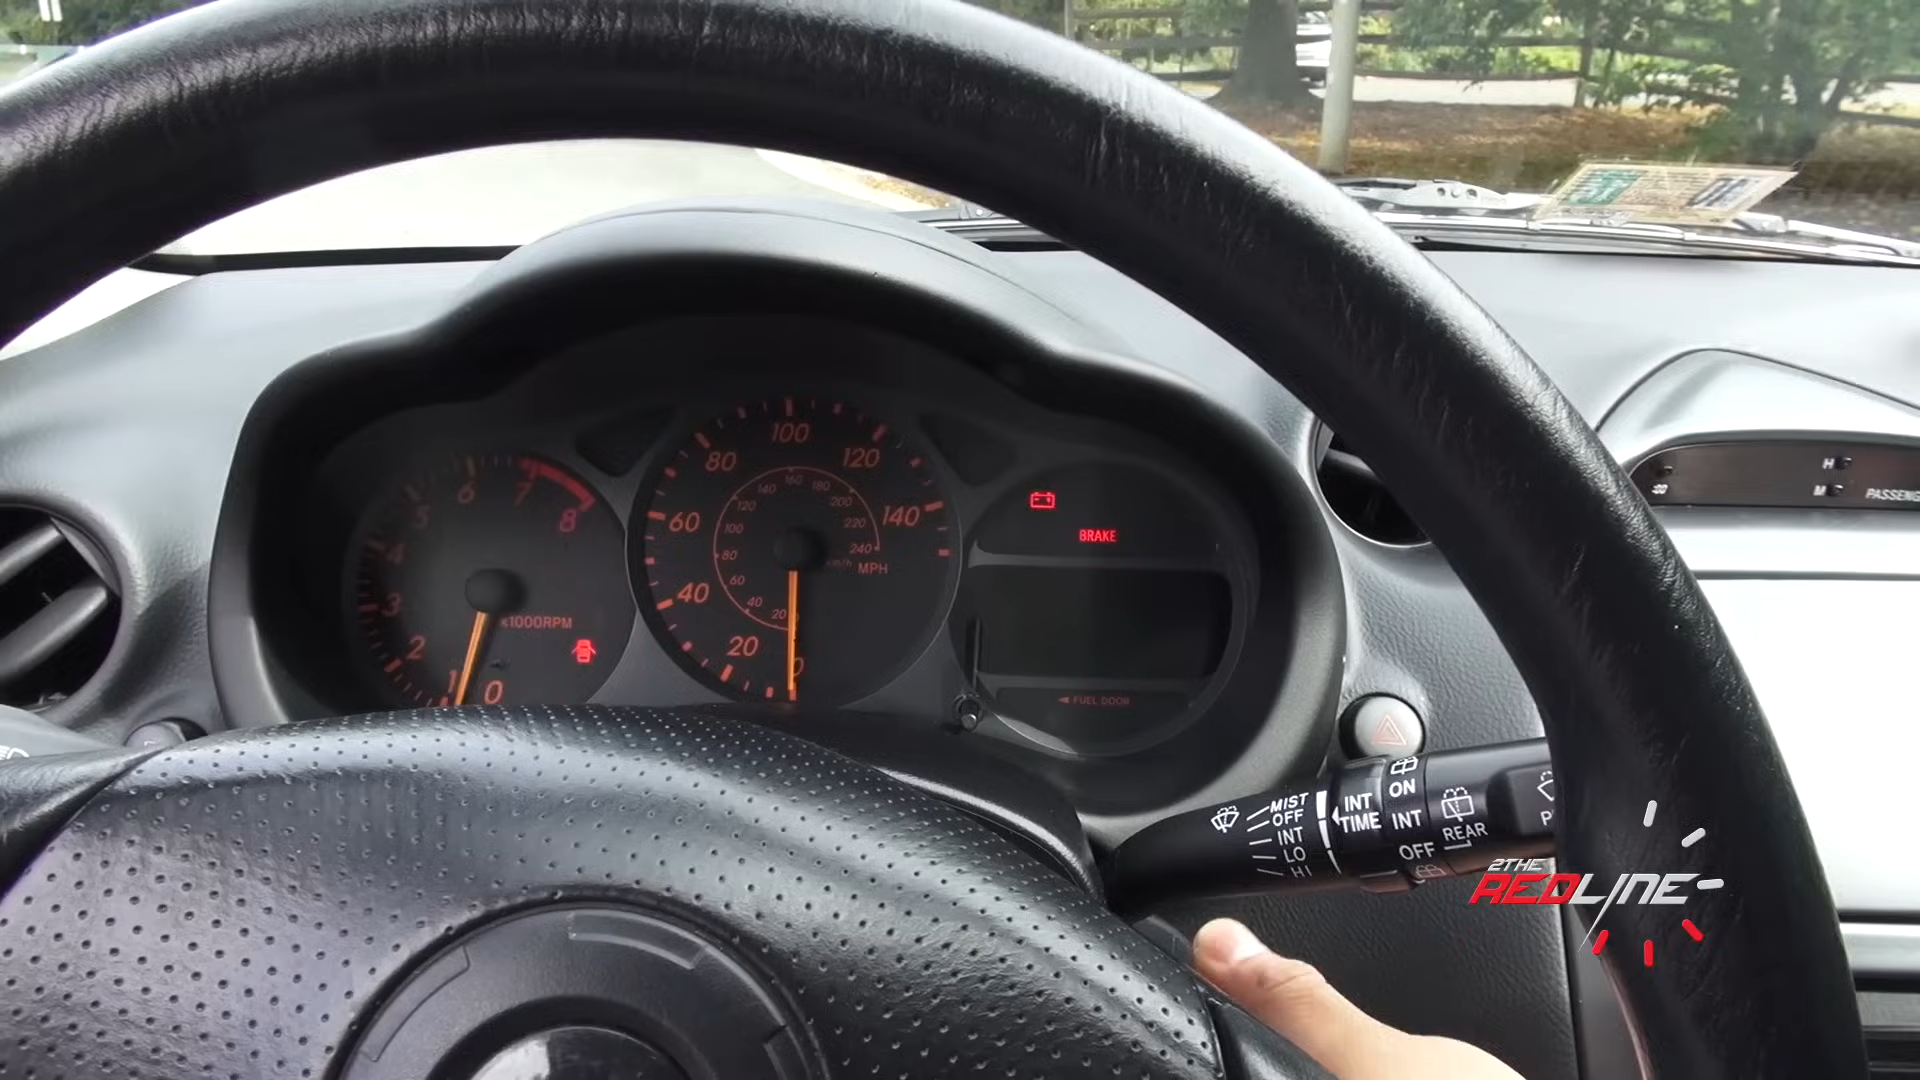 100
80
120
60
140
40
20
0
MPH
km/h
20
40
60
80
100
120
140
160
180
200
220
240
0
1
2
3
4
5
6
7
8
x1000RPM
BRAKE
◄ FUEL DOOR
H
M
PASSENG
MIST
OFF
INT
LO
HI
INT
TIME
ON
INT
OFF
REAR
2THE
REDLINE